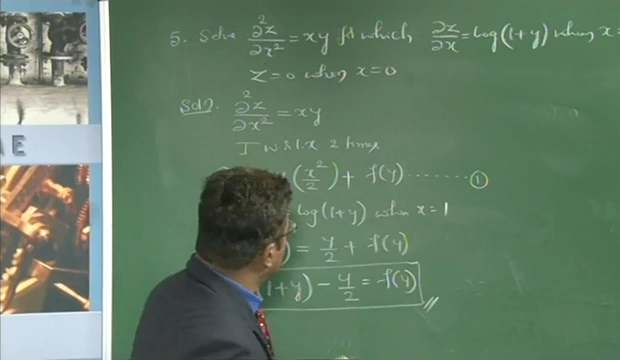 5. Solve ∂²z/∂x² = xy for which ∂z/∂x = log(1+y) when x=
z=0 when x=0
Sol?. ∂²z/∂x² = xy
I w.r.t. x 2 times
(x²/2) + f(y) ........ ①
= log(1+y) when x=1
) = y/2 + f(y)
1+y) - y/2 = f(y)
AE